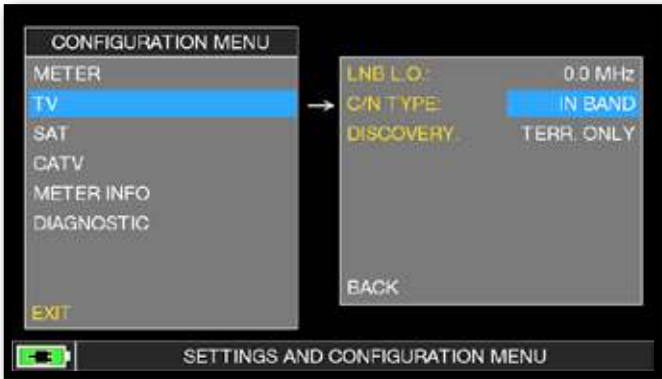 CONFIGURATION MENU
METER
TV
SAT
CATV
METER INFO
DIAGNOSTIC
EXIT
→ LNB L.O.: 0.0 MHz
C/N TYPE: IN BAND
DISCOVERY: TERR. ONLY
BACK
SETTINGS AND CONFIGURATION MENU